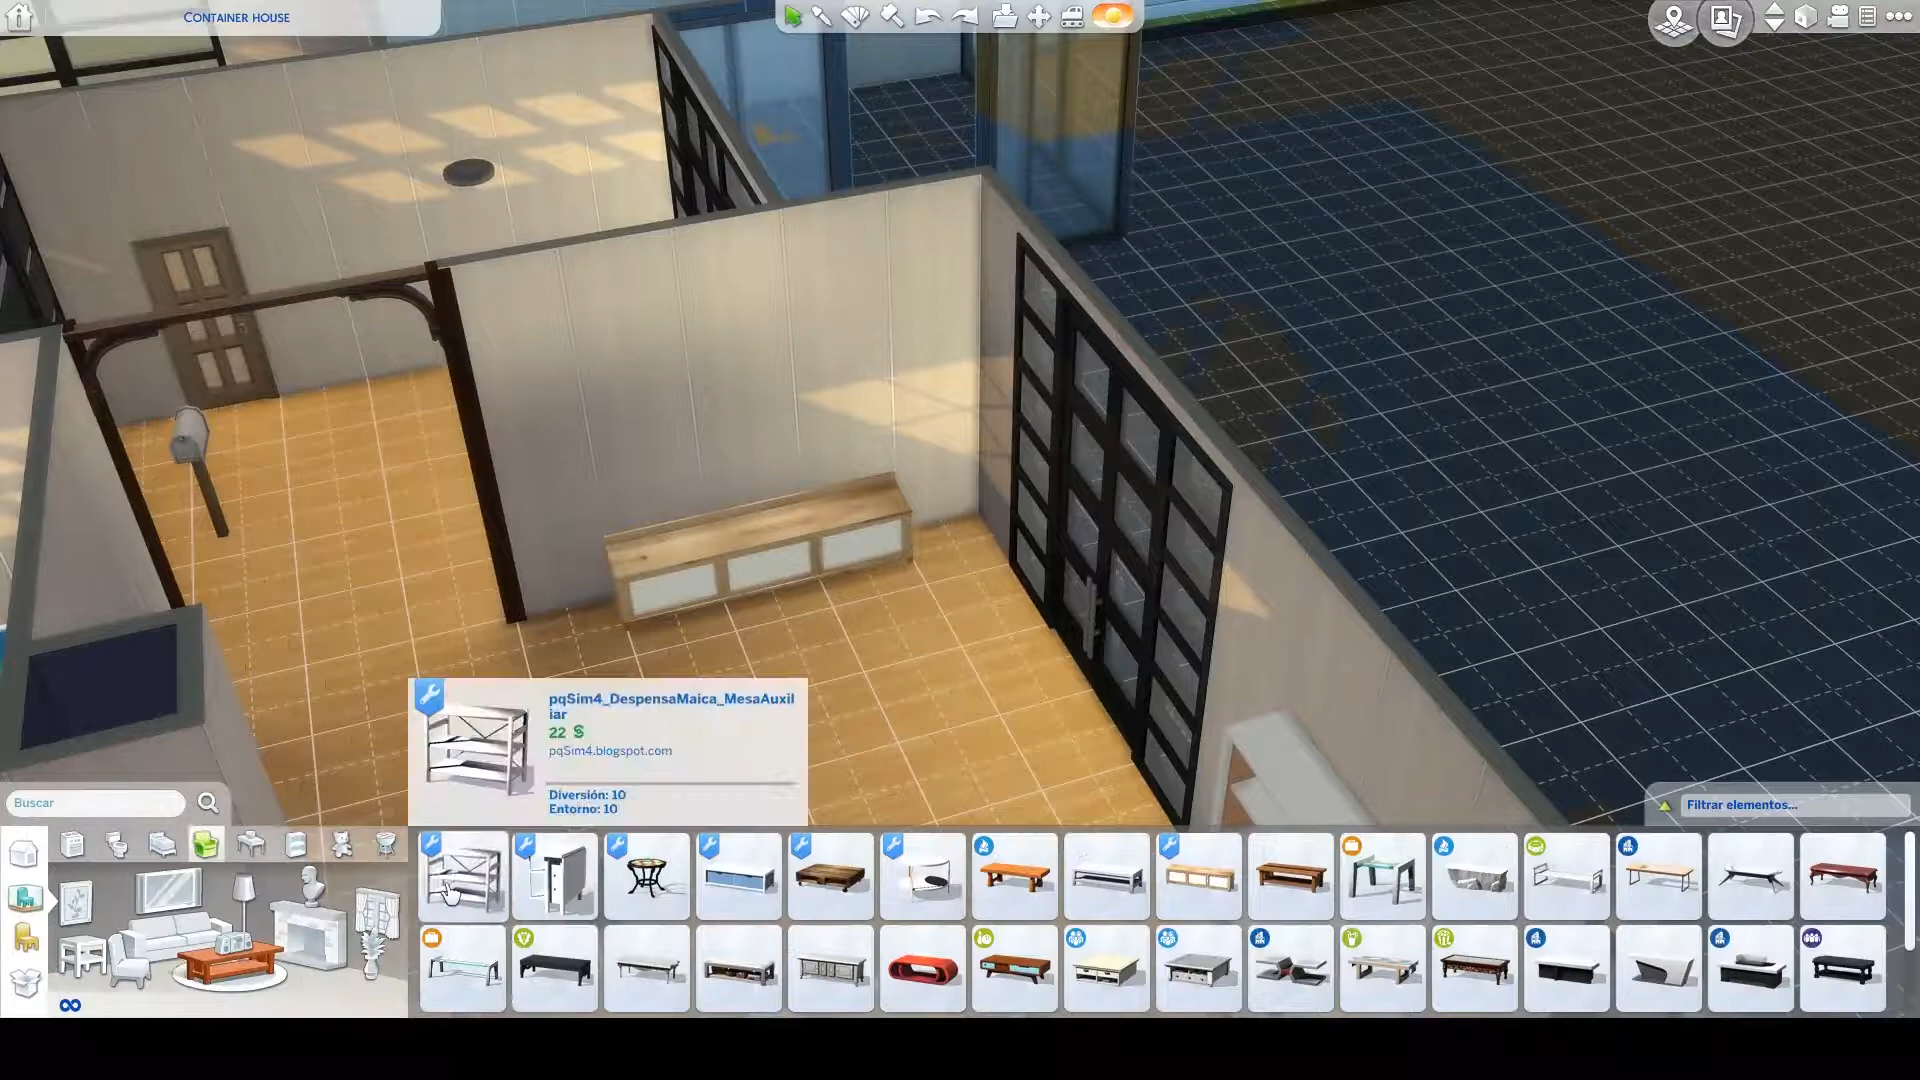 CONTAINER HOUSE
pqSim4_DespensaMaica_MesaAuxil
iar
22 $
pqSim4.blogspot.com
Diversión: 10
Entorno: 10
Buscar
Filtrar elementos...